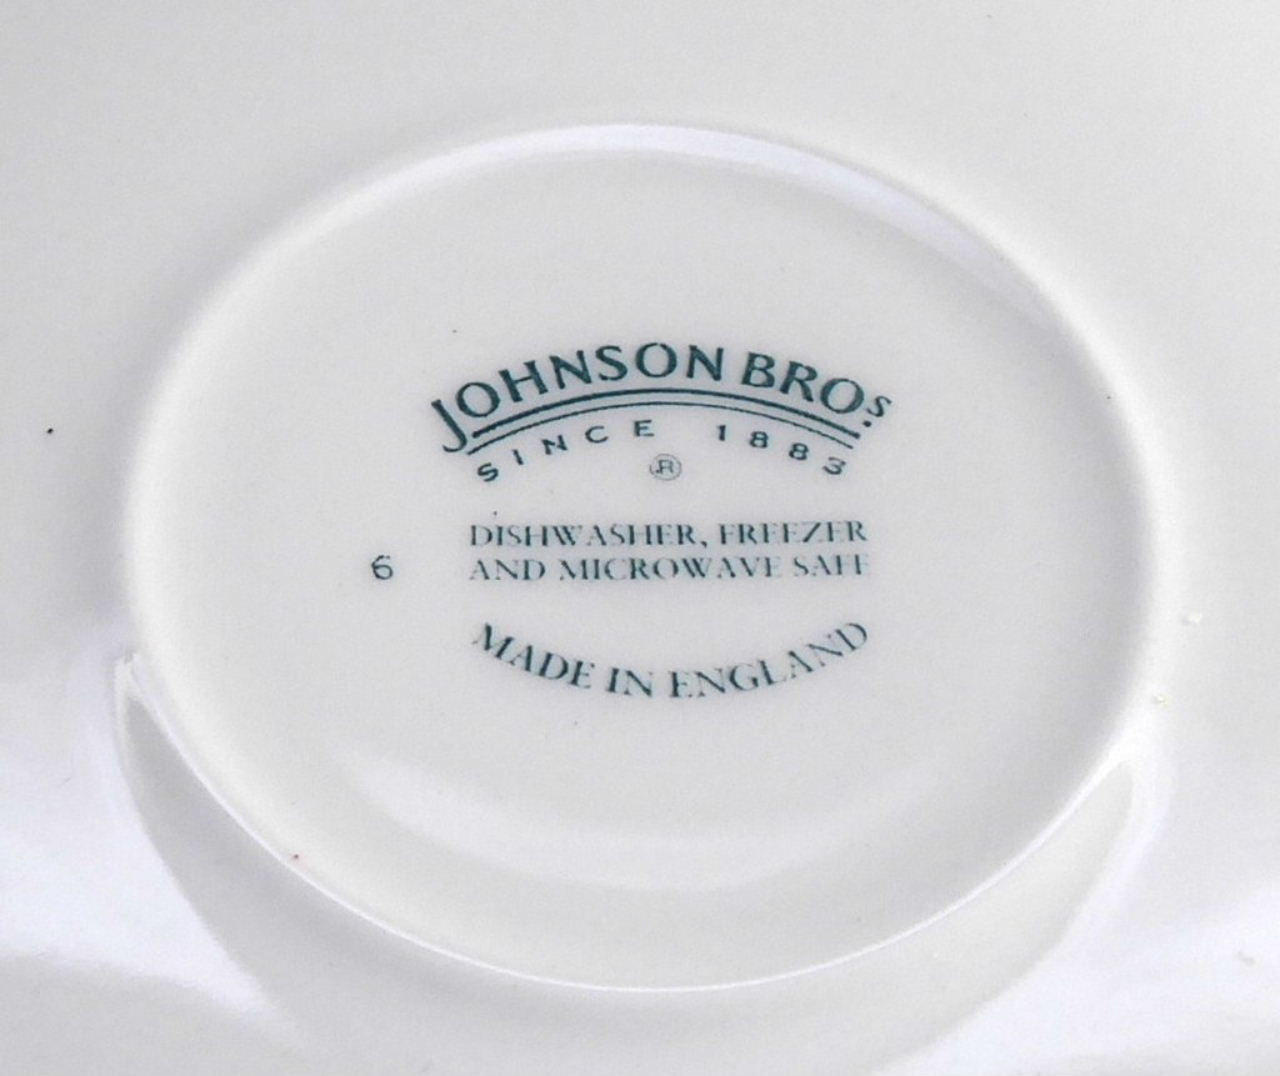 JOHNSON BROS.
SINCE 1883
®
DISHWASHER, FREEZER
6 AND MICROWAVE SAFE
MADE IN ENGLAND